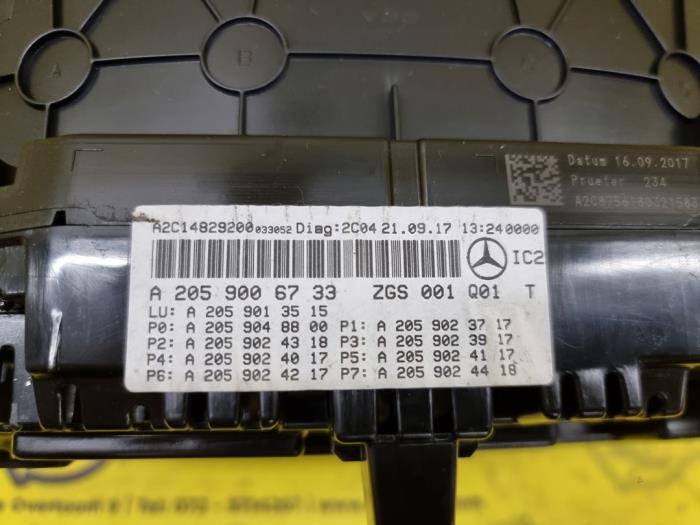 A
B
Datum 16.09.2017
Pruefer 234
A2C14829200 033052 Diag:2C04 21.09.17 13:240000
IC2
A 205 900 67 33 ZGS 001 Q01 T
LU: A 205 901 35 15
P0: A 205 904 88 00 P1: A 205 902 37 17
P2: A 205 902 43 18 P3: A 205 902 39 17
P4: A 205 902 40 17 P5: A 205 902 41 17
P6: A 205 902 42 17 P7: A 205 902 44 18